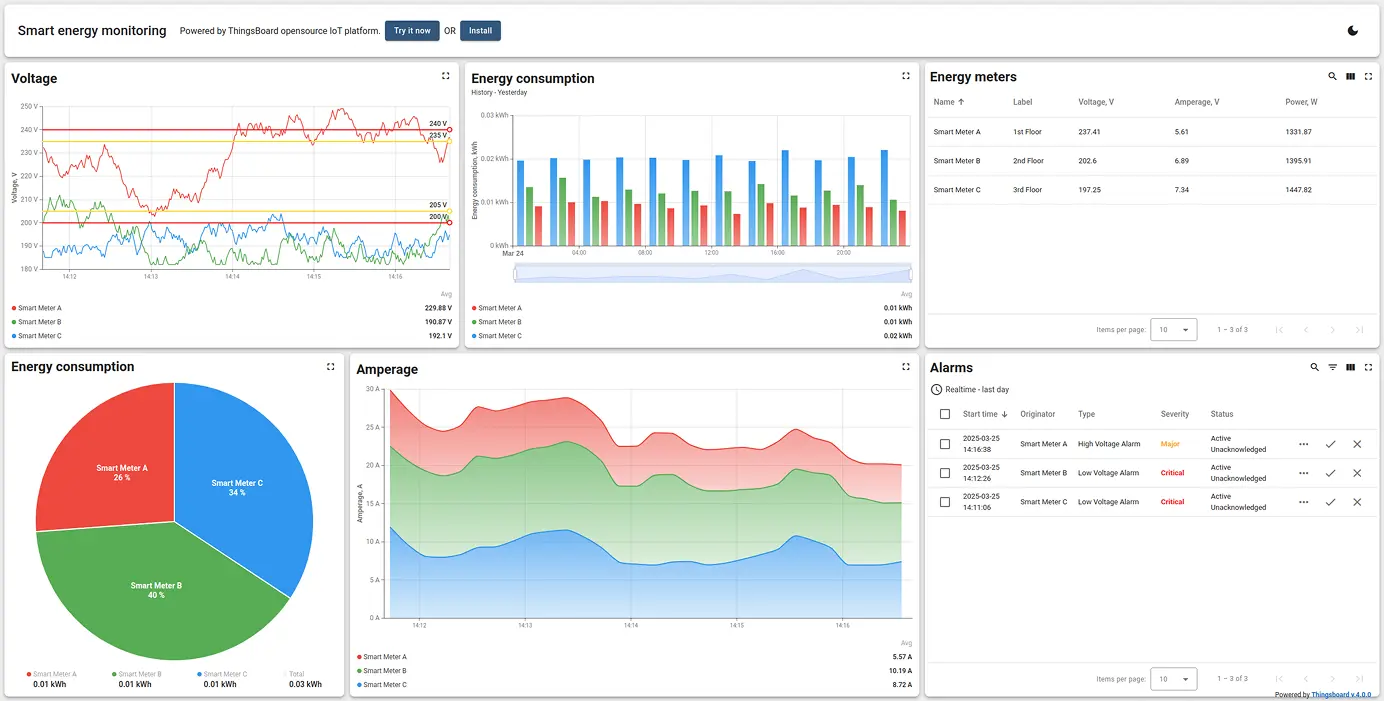 Smart energy monitoring
Powered by ThingsBoard opensource IoT platform.
Try it now
OR
Install
Voltage
250 V
240 V
230 V
220 V
210 V
200 V
190 V
180 V
Voltage, V
240 V
235 V
205 V
200 V
14:12
14:13
14:14
14:15
14:16
Avg
Smart Meter A 229.88 V
Smart Meter B 190.87 V
Smart Meter C 192.1 V
Energy consumption
History - Yesterday
0.03 kWh
0.02 kWh
0.01 kWh
0 kWh
Energy consumption, kWh
Mar 24
04:00
08:00
12:00
16:00
20:00
Avg
Smart Meter A 0.01 kWh
Smart Meter B 0.01 kWh
Smart Meter C 0.02 kWh
Energy meters
Name Label Voltage, V Amperage, V Power, W
Smart Meter A 1st Floor 237.41 5.61 1331.87
Smart Meter B 2nd Floor 202.6 6.89 1395.91
Smart Meter C 3rd Floor 197.25 7.34 1447.82
Items per page: 10 1 – 3 of 3
Energy consumption
Smart Meter A
26 %
Smart Meter C
34 %
Smart Meter B
40 %
Smart Meter A Smart Meter B Smart Meter C Total
0.01 kWh 0.01 kWh 0.01 kWh 0.03 kWh
Amperage
30 A
25 A
20 A
15 A
10 A
5 A
0 A
Amperage, A
14:12
14:13
14:14
14:15
14:16
Avg
Smart Meter A 5.57 A
Smart Meter B 10.19 A
Smart Meter C 8.72 A
Alarms
Realtime - last day
Start time Originator Type Severity Status
2025-03-25
14:16:38
Smart Meter A High Voltage Alarm Major
Active
Unacknowledged
2025-03-25
14:12:26
Smart Meter B Low Voltage Alarm Critical
Active
Unacknowledged
2025-03-25
14:11:06
Smart Meter C Low Voltage Alarm Critical
Active
Unacknowledged
Items per page: 10 1 – 3 of 3
Powered by Thingsboard v.4.0.0